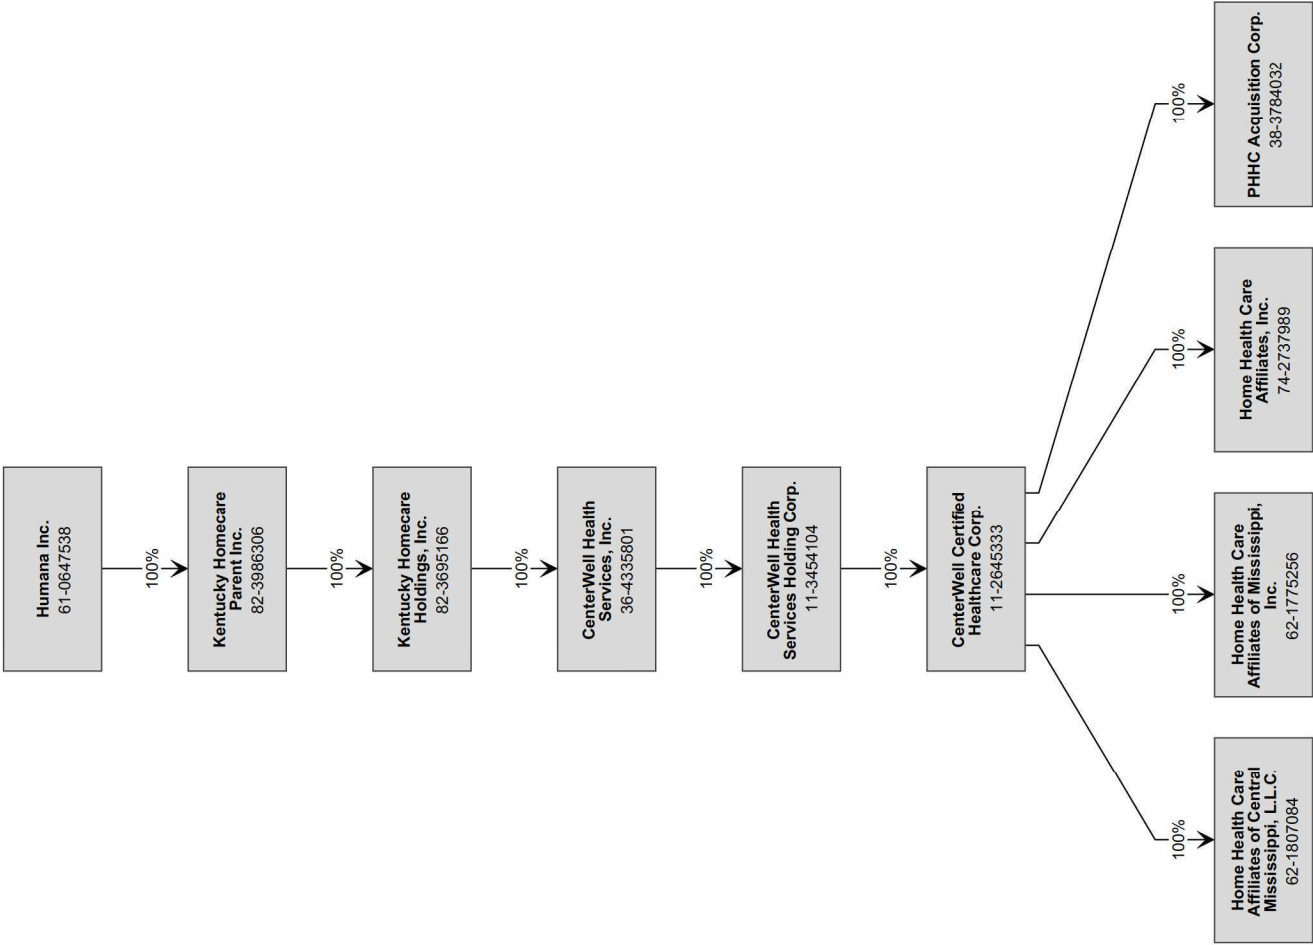 Humana Inc.
61-0647538
100%
Kentucky Homecare
Parent Inc.
82-3986306
100%
Kentucky Homecare
Holdings, Inc.
82-3695166
100%
CenterWell Health
Services, Inc.
36-4335801
100%
CenterWell Health
Services Holding Corp.
11-3454104
100%
CenterWell Certified
Healthcare Corp.
11-2645333
100%
Home Health Care
Affiliates of Central
Mississippi, L.L.C.
62-1807084
100%
Home Health Care
Affiliates of Mississippi,
Inc.
62-1775256
100%
Home Health Care
Affiliates, Inc.
74-2737989
100%
PHHC Acquisition Corp.
38-3784032